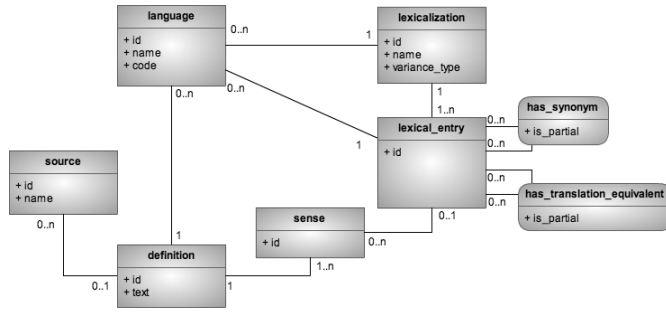 language
+ id
+ name
+ code
0..n
0..n
0..n
1
lexicalization
+ id
+ name
+ variance_type
1
1..n
lexical_entry
+ id
1
0..n
0..n
has_synonym
+ is_partial
0..n
0..n
has_translation_equivalent
+ is_partial
0..1
source
+ id
+ name
0..n
sense
+ id
0..n
1..n
1
definition
+ id
+ text
0..1
1